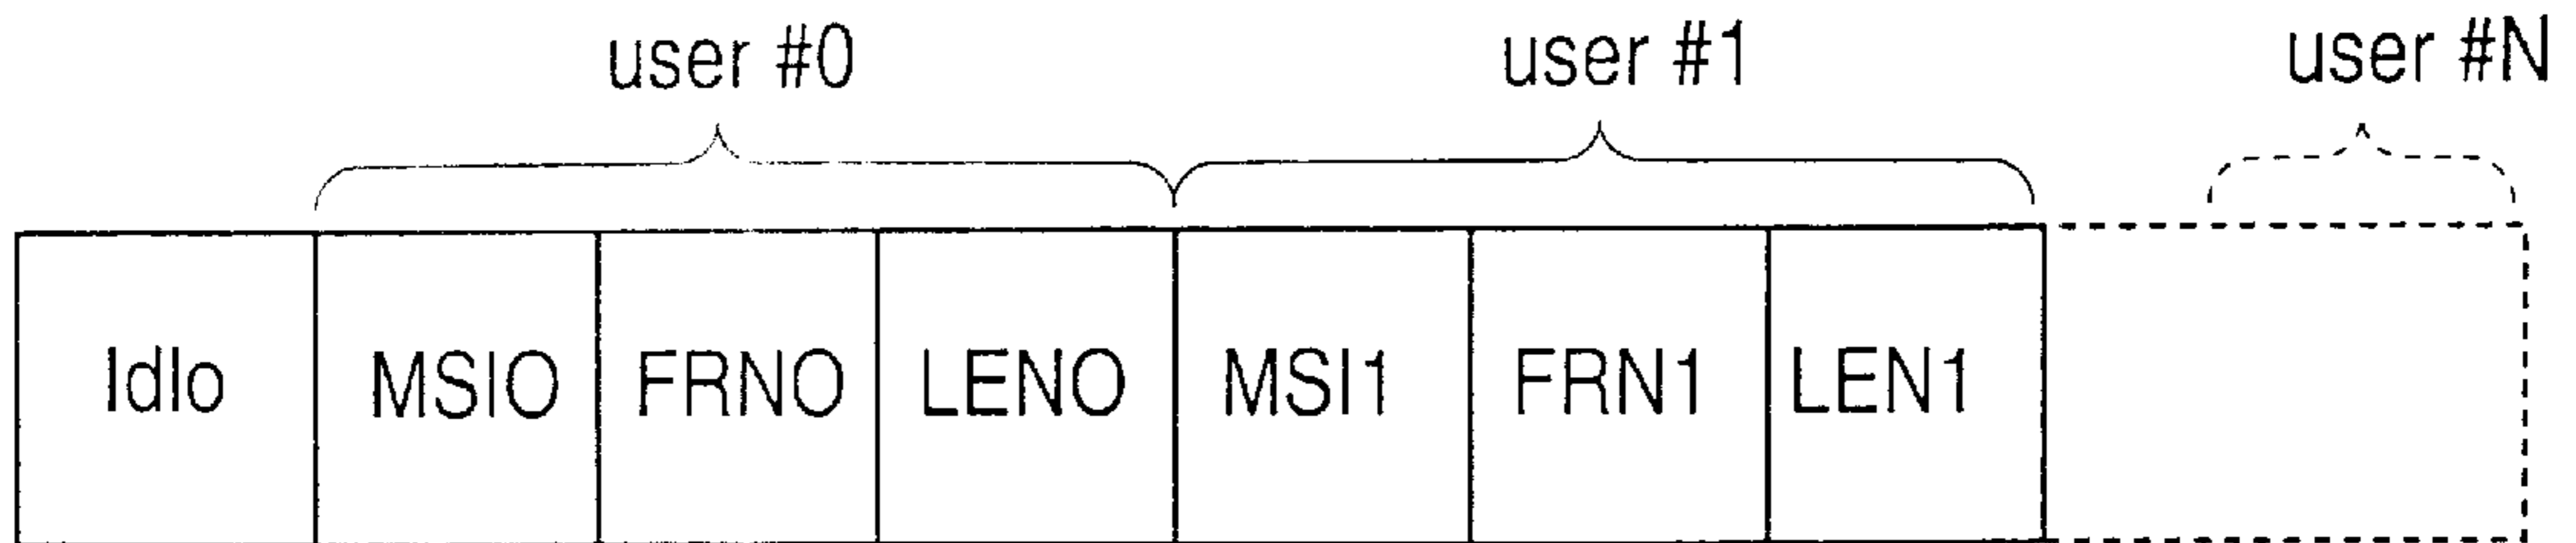 user #0 user #1 user #N
Idlo MSIO FRNO LENO MSI1 FRN1 LEN1